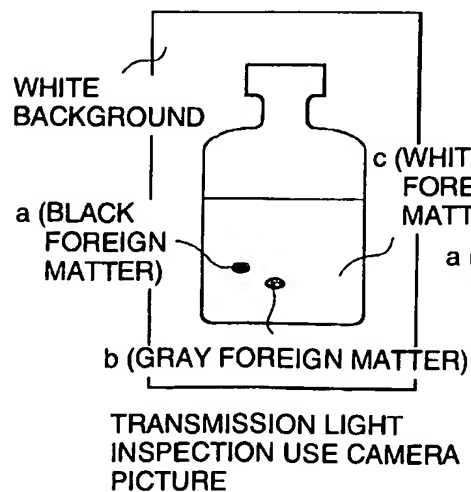 WHITE
BACKGROUND
c (WHIT
FORE
MATT
a (BLACK
FOREIGN
MATTER)
a
b (GRAY FOREIGN MATTER)
TRANSMISSION LIGHT
INSPECTION USE CAMERA
PICTURE